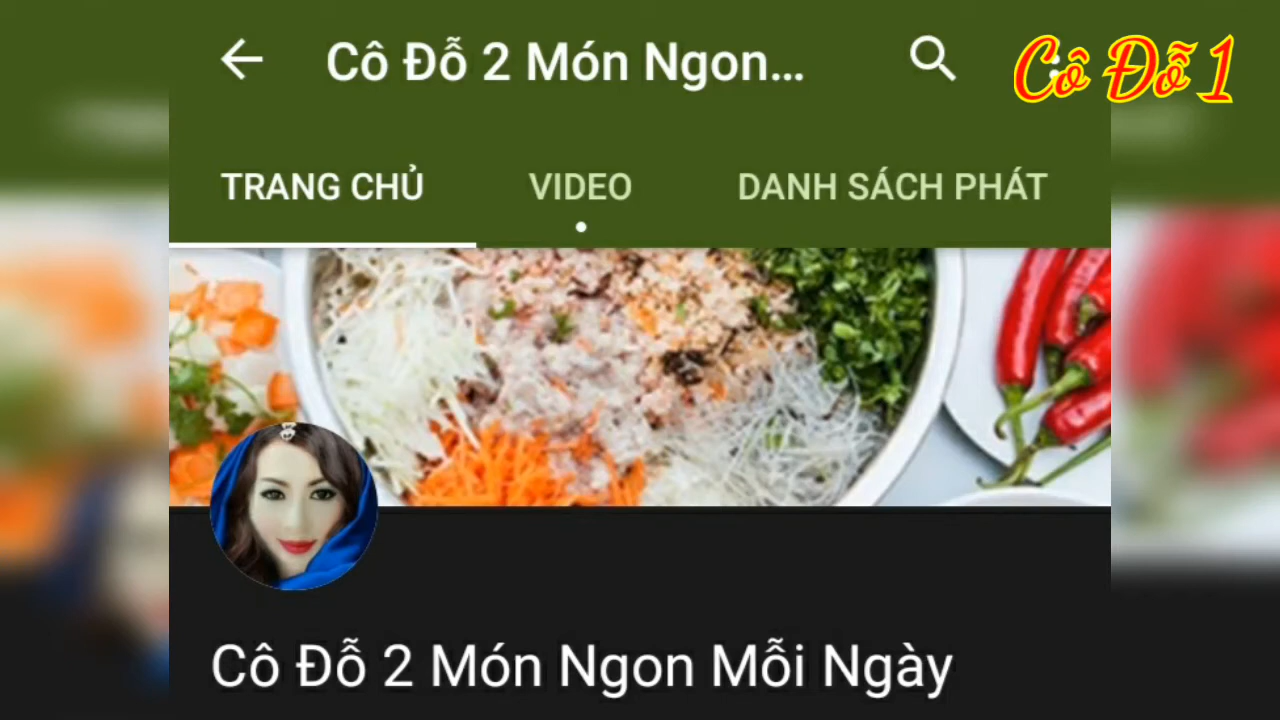 Cô Đỗ 2 Món Ngon...
Cô Đỗ 1
TRANG CHỦ
VIDEO
DANH SÁCH PHÁT
Cô Đỗ 2 Món Ngon Mỗi Ngày